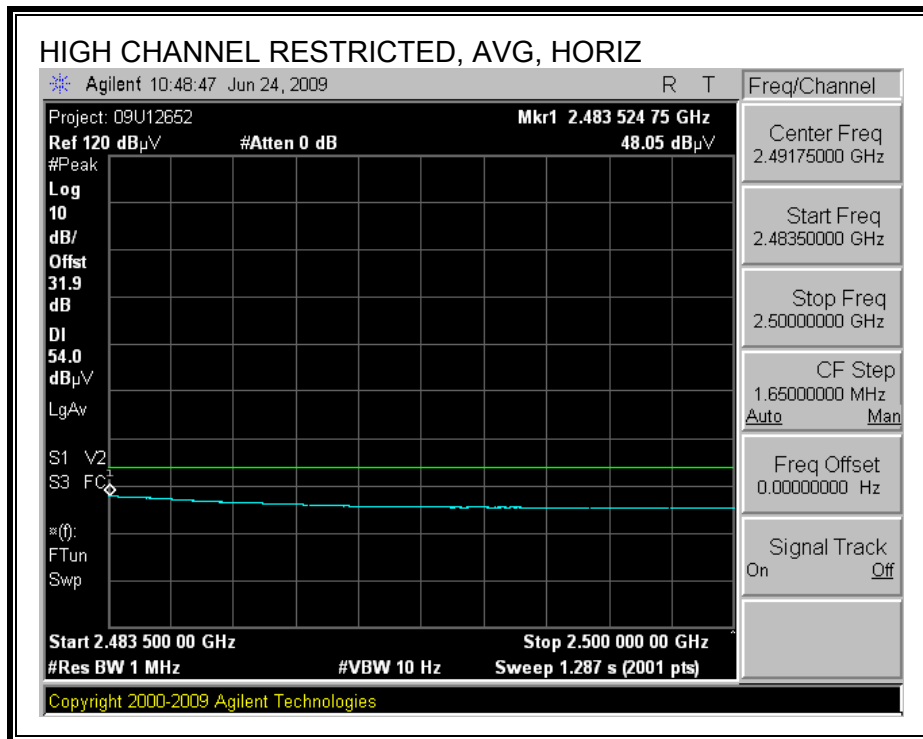 HIGH CHANNEL RESTRICTED, AVG, HORIZ
Agilent 10:48:47 Jun 24, 2009 R T
Project: 09U12652 Mkr1 2.483 524 75 GHz
Ref 120 dBµV #Atten 0 dB 48.05 dBµV
#Peak
Log
10
dB/
Offst
31.9
dB
DI
54.0
dBµV
LgAv
S1 V2
S3 FC
1
¤(f):
FTun
Swp
Start 2.483 500 00 GHz Stop 2.500 000 00 GHz
#Res BW 1 MHz #VBW 10 Hz Sweep 1.287 s (2001 pts)
Copyright 2000-2009 Agilent Technologies
Freq/Channel
Center Freq
2.49175000 GHz
Start Freq
2.48350000 GHz
Stop Freq
2.50000000 GHz
CF Step
1.65000000 MHz
Auto Man
Freq Offset
0.00000000 Hz
Signal Track
On Off